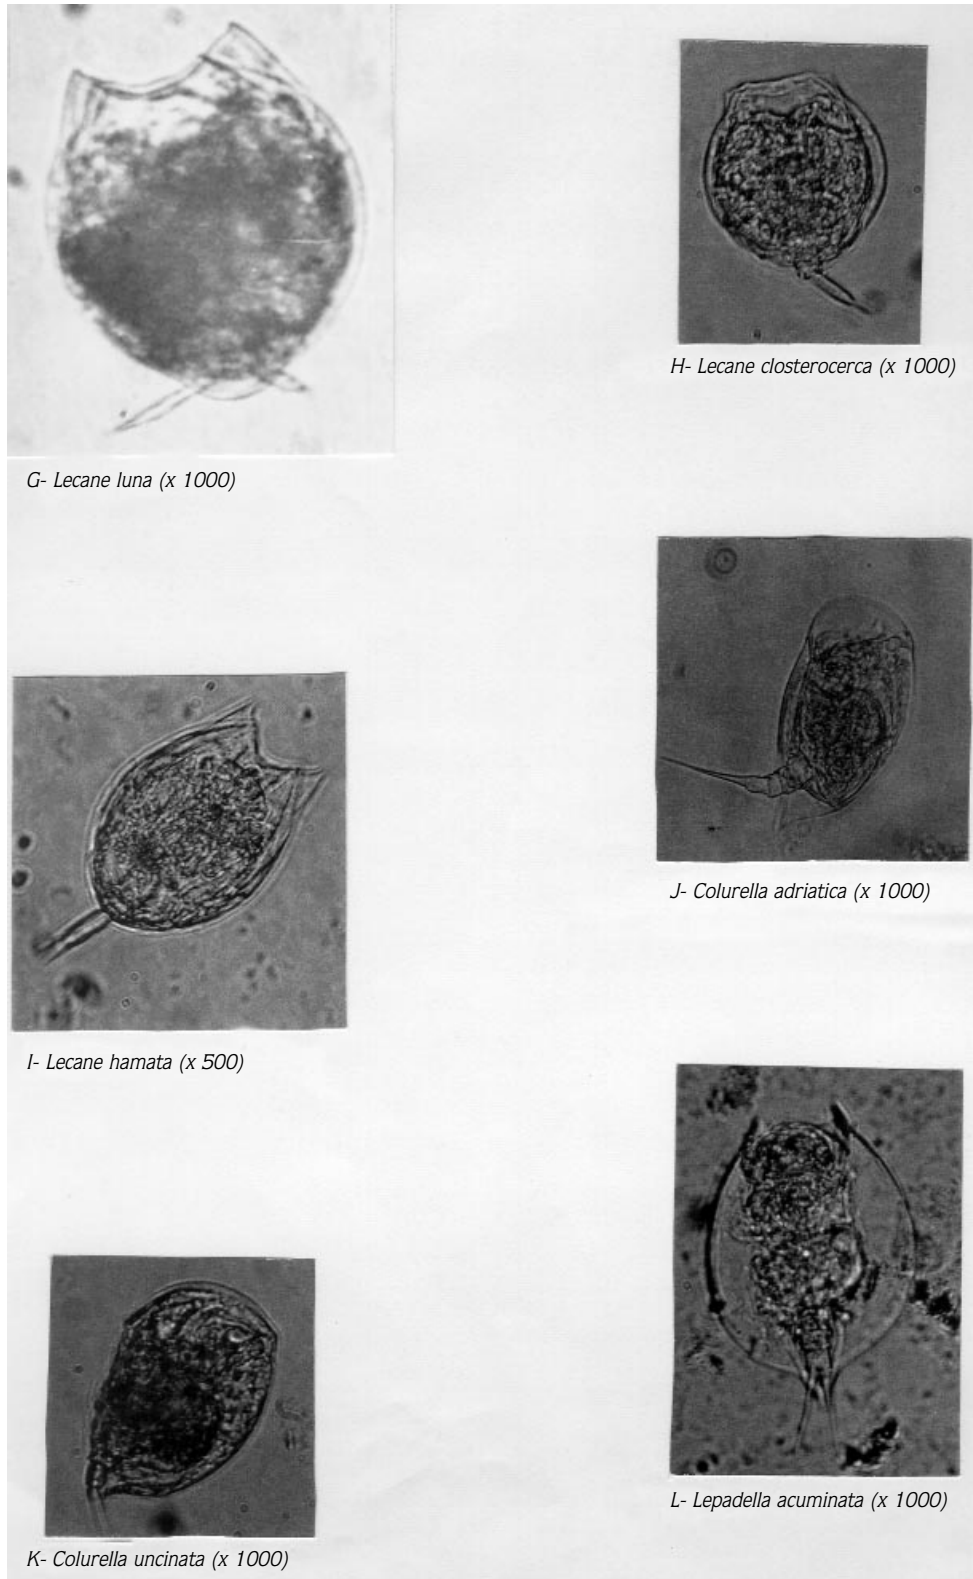 G- Lecane luna (x 1000)
H- Lecane closterocerca (x 1000)
I- Lecane hamata (x 500)
J- Colurella adriatica (x 1000)
K- Colurella uncinata (x 1000)
L- Lepadella acuminata (x 1000)